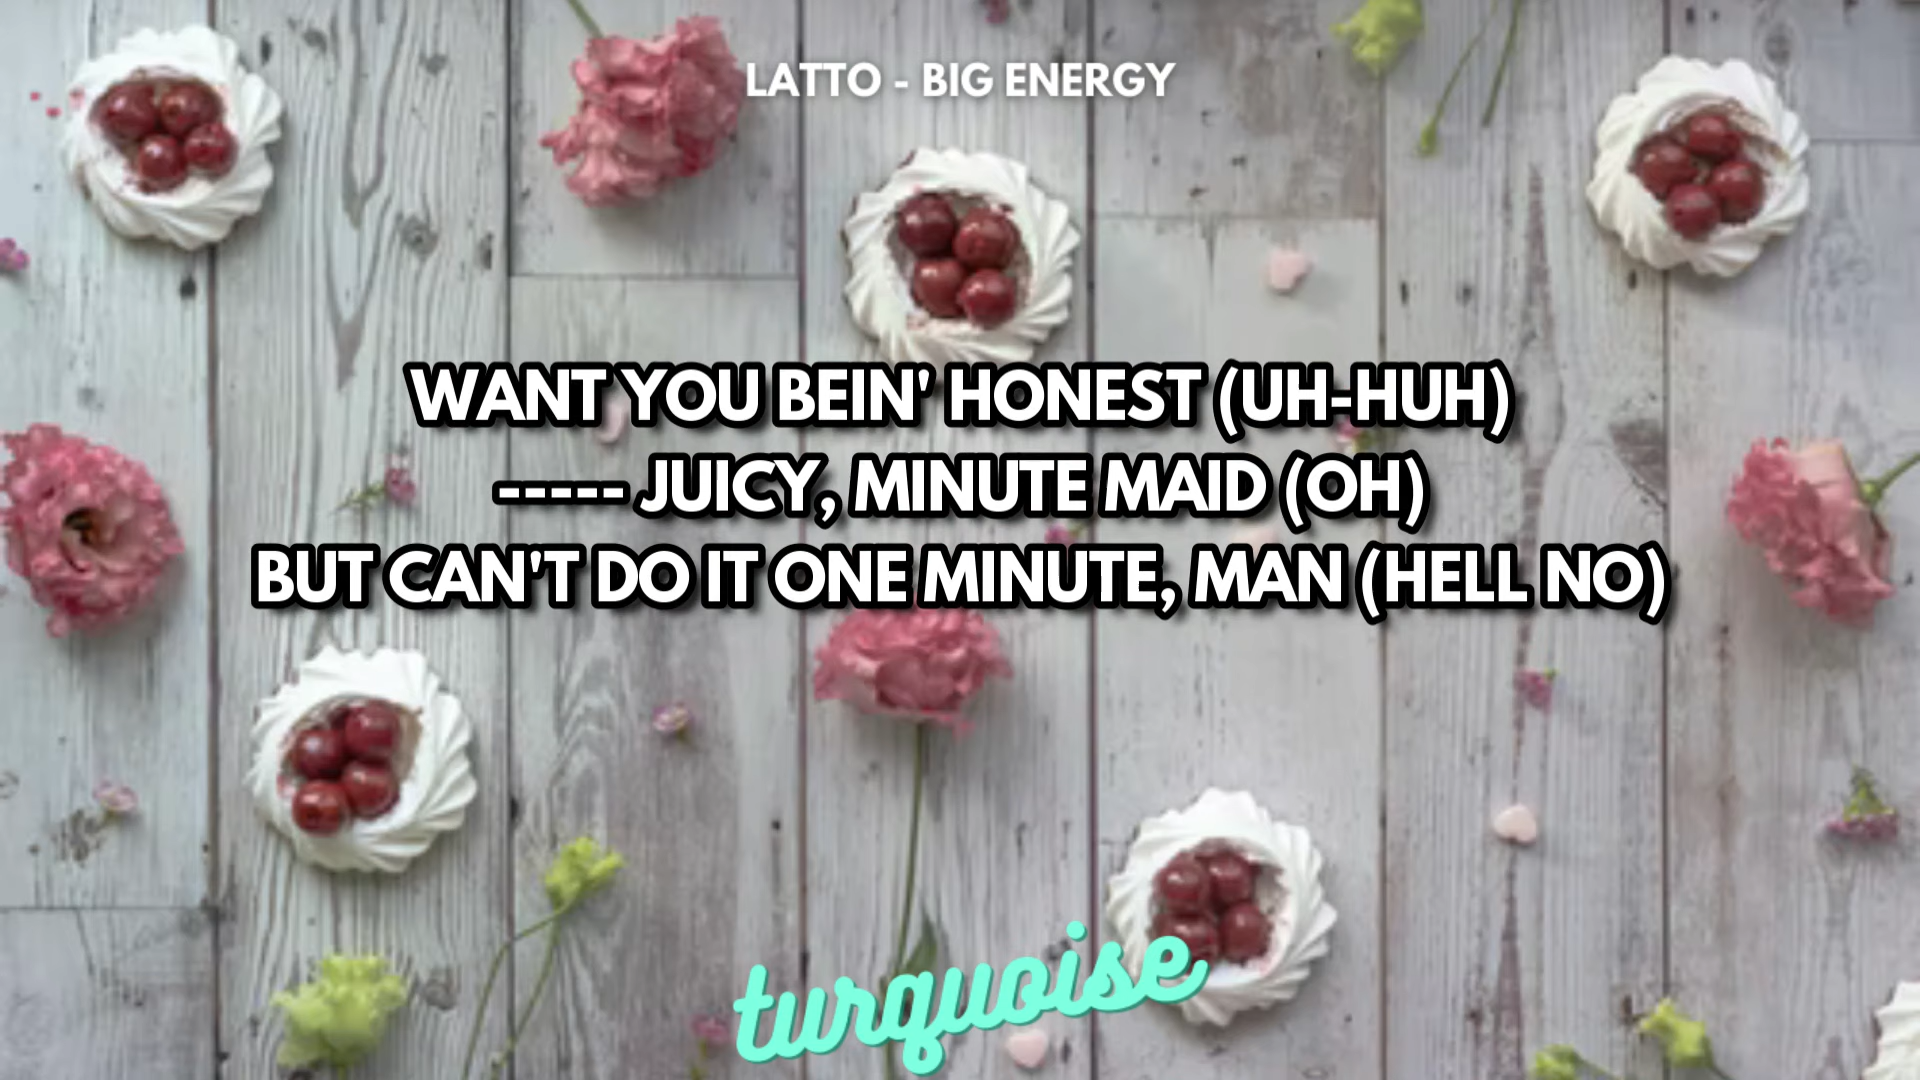 LATTO - BIG ENERGY
WANT YOU BEIN' HONEST (UH-HUH)
----- JUICY, MINUTE MAID (OH)
BUT CAN'T DO IT ONE MINUTE, MAN (HELL NO)
turquoise